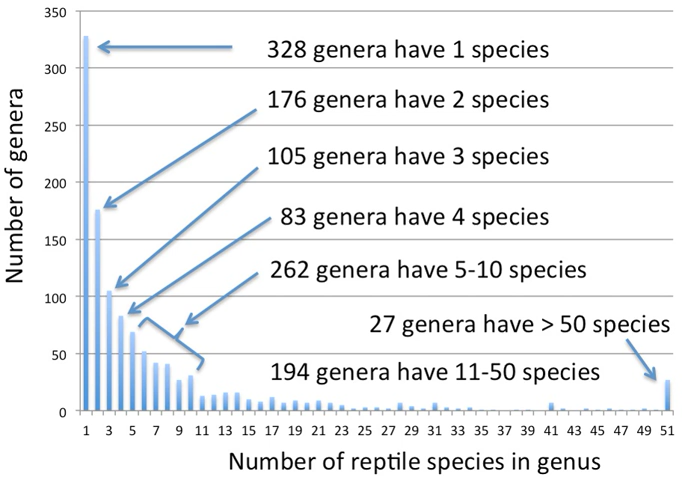 350
300
250
200
150
100
50
0
Number of genera
328 genera have 1 species
176 genera have 2 species
105 genera have 3 species
83 genera have 4 species
262 genera have 5-10 species
27 genera have > 50 species
194 genera have 11-50 species
1 3 5 7 9 11 13 15 17 19 21 23 25 27 29 31 33 35 37 39 41 43 45 47 49 51
Number of reptile species in genus